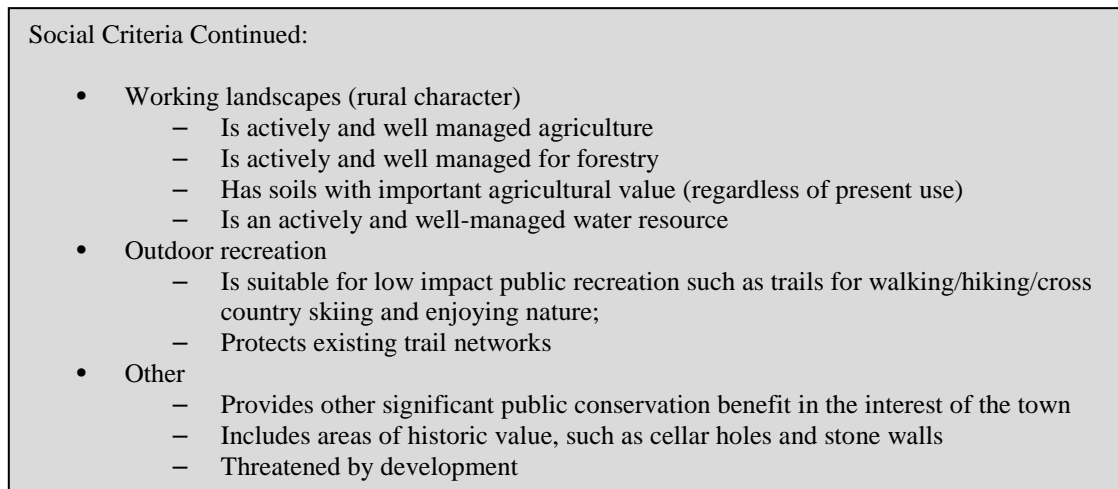 Social Criteria Continued:
• Working landscapes (rural character)
– Is actively and well managed agriculture
– Is actively and well managed for forestry
– Has soils with important agricultural value (regardless of present use)
– Is an actively and well-managed water resource
• Outdoor recreation
– Is suitable for low impact public recreation such as trails for walking/hiking/cross
country skiing and enjoying nature;
– Protects existing trail networks
• Other
– Provides other significant public conservation benefit in the interest of the town
– Includes areas of historic value, such as cellar holes and stone walls
– Threatened by development